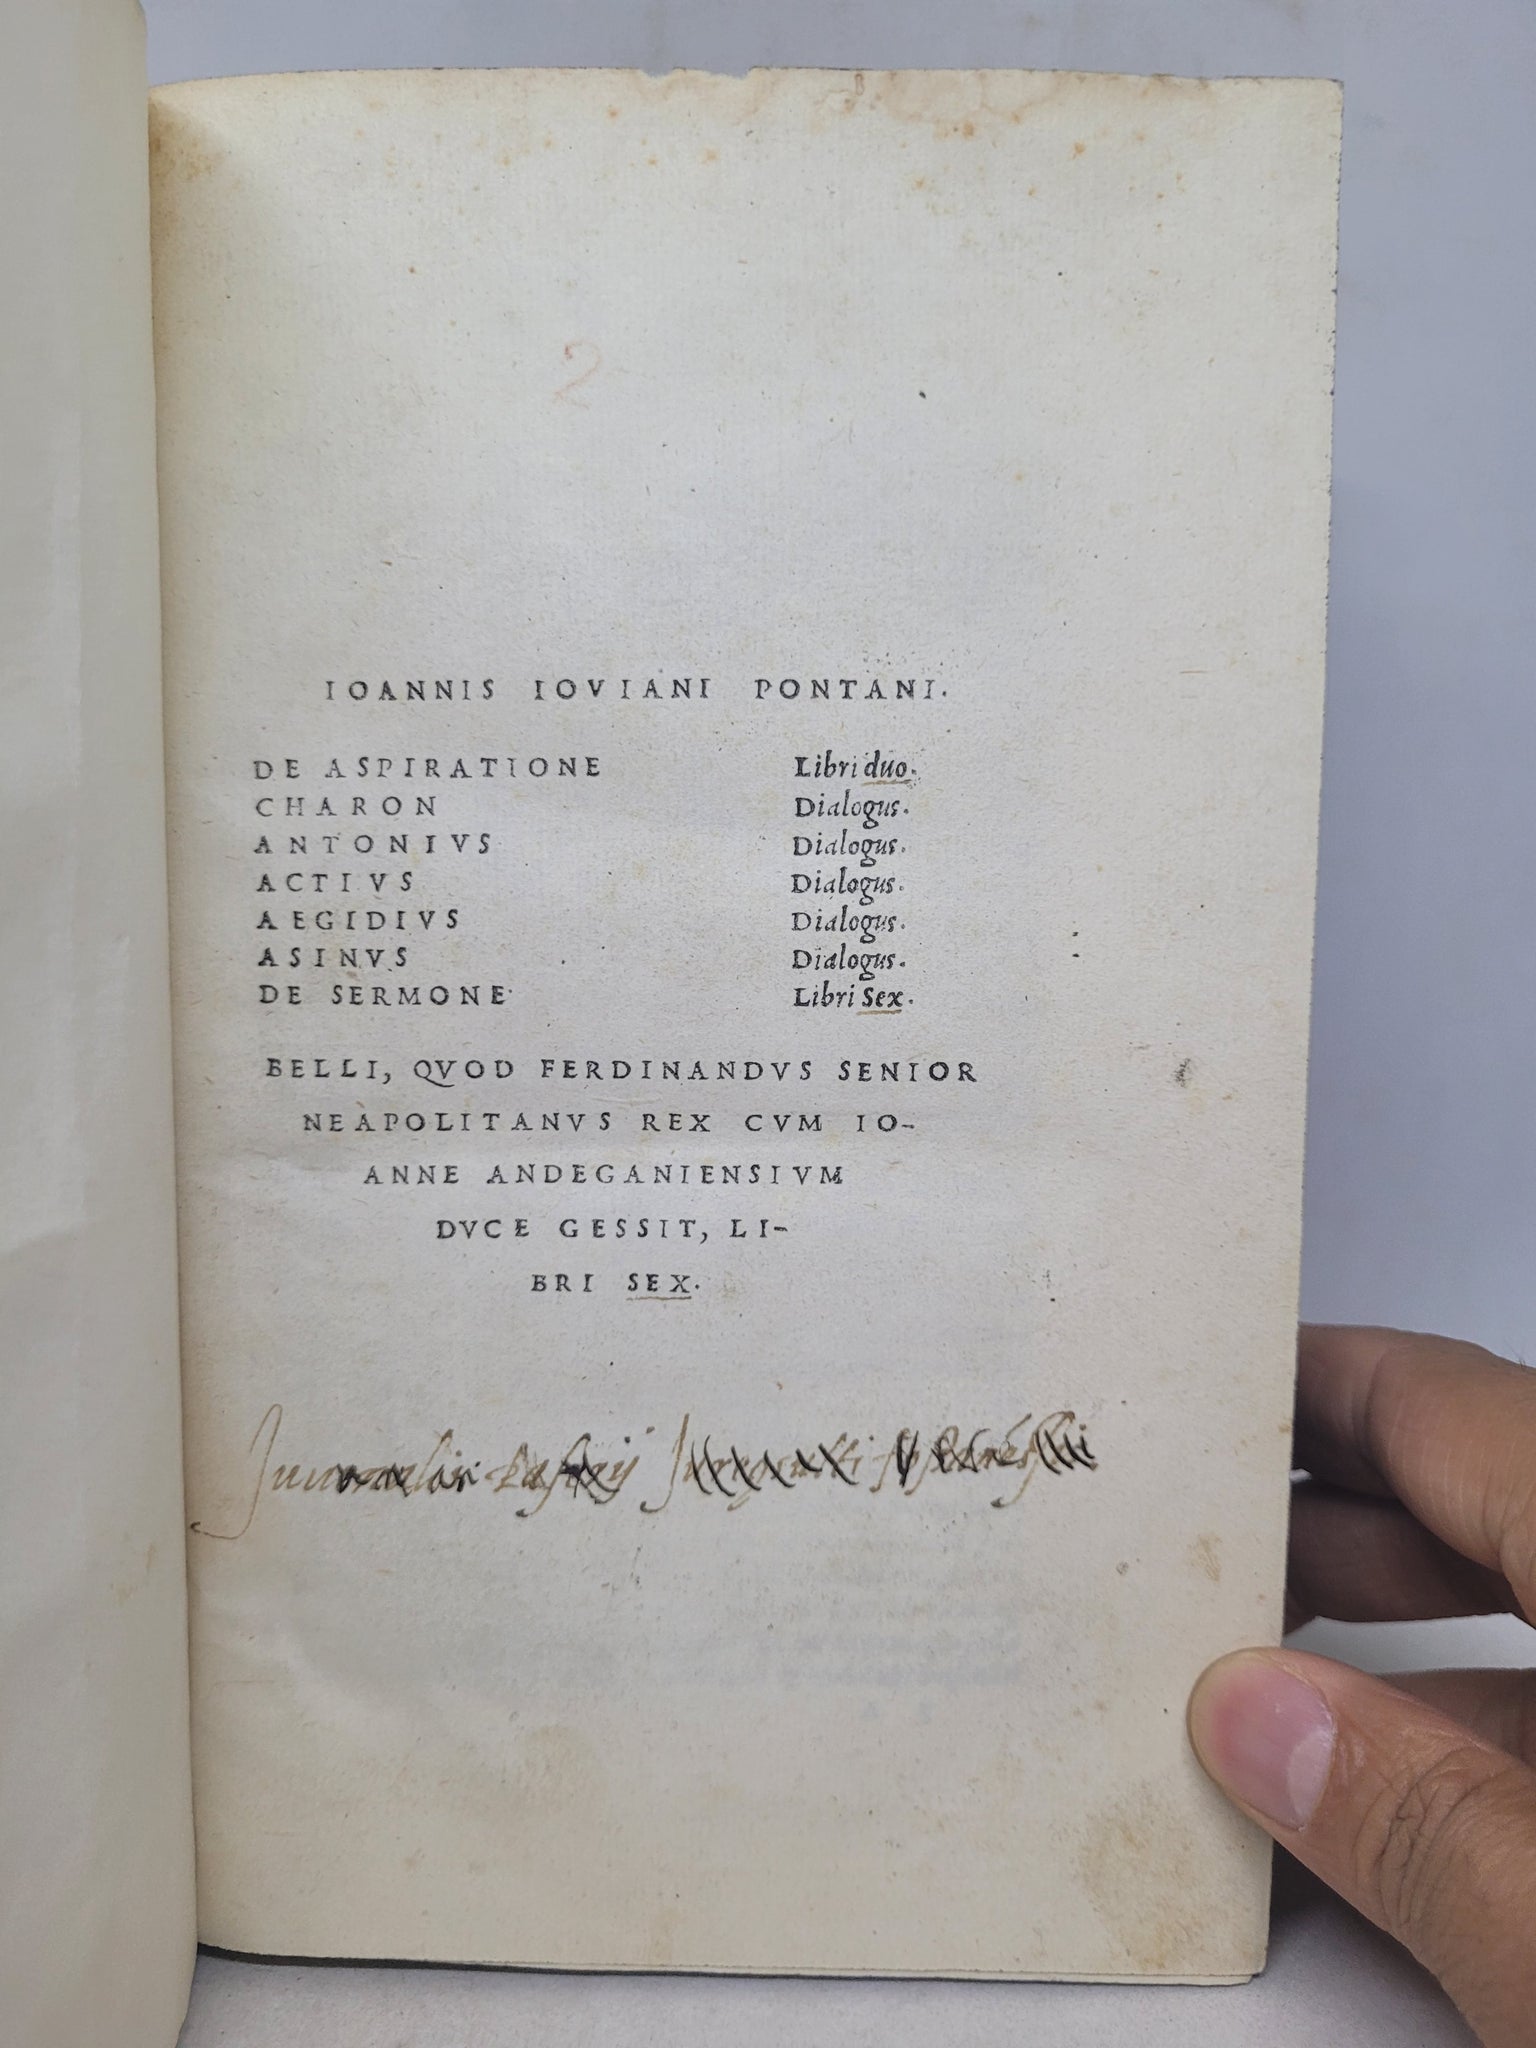 2
IOANNIS IOVIANI PONTANI.
DE ASPIRATIONE Libri duo.
CHARON Dialogus.
ANTONIVS Dialogus.
ACTIVS Dialogus.
AEGIDIVS Dialogus.
ASINVS Dialogus.
DE SERMONE Libri Sex.
BELLI, QVOD FERDINANDVS SENIOR
NEAPOLITANVS REX CVM IO-
ANNE ANDEGANIENSIVM
DVCE GESSIT, LI-
BRI SEX.